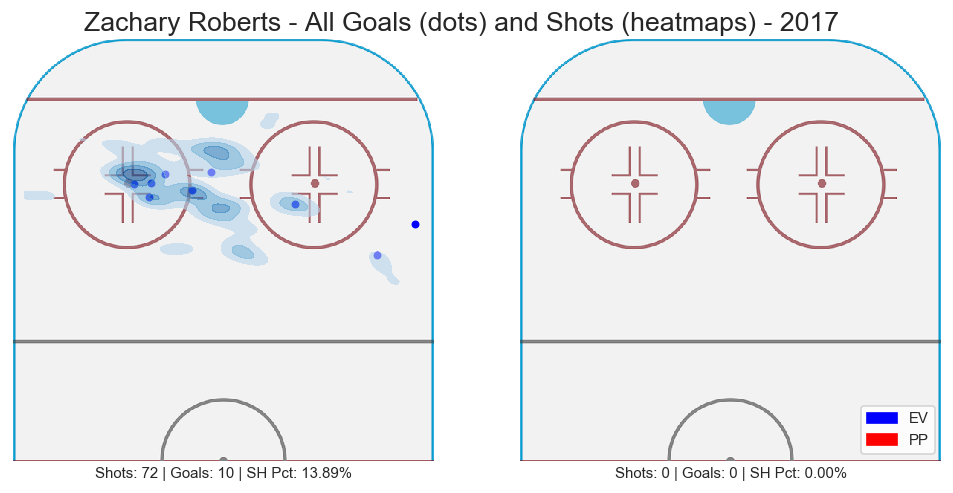 Zachary Roberts - All Goals (dots) and Shots (heatmaps) - 2017
EV
PP
Shots: 72 | Goals: 10 | SH Pct: 13.89%
Shots: 0 | Goals: 0 | SH Pct: 0.00%